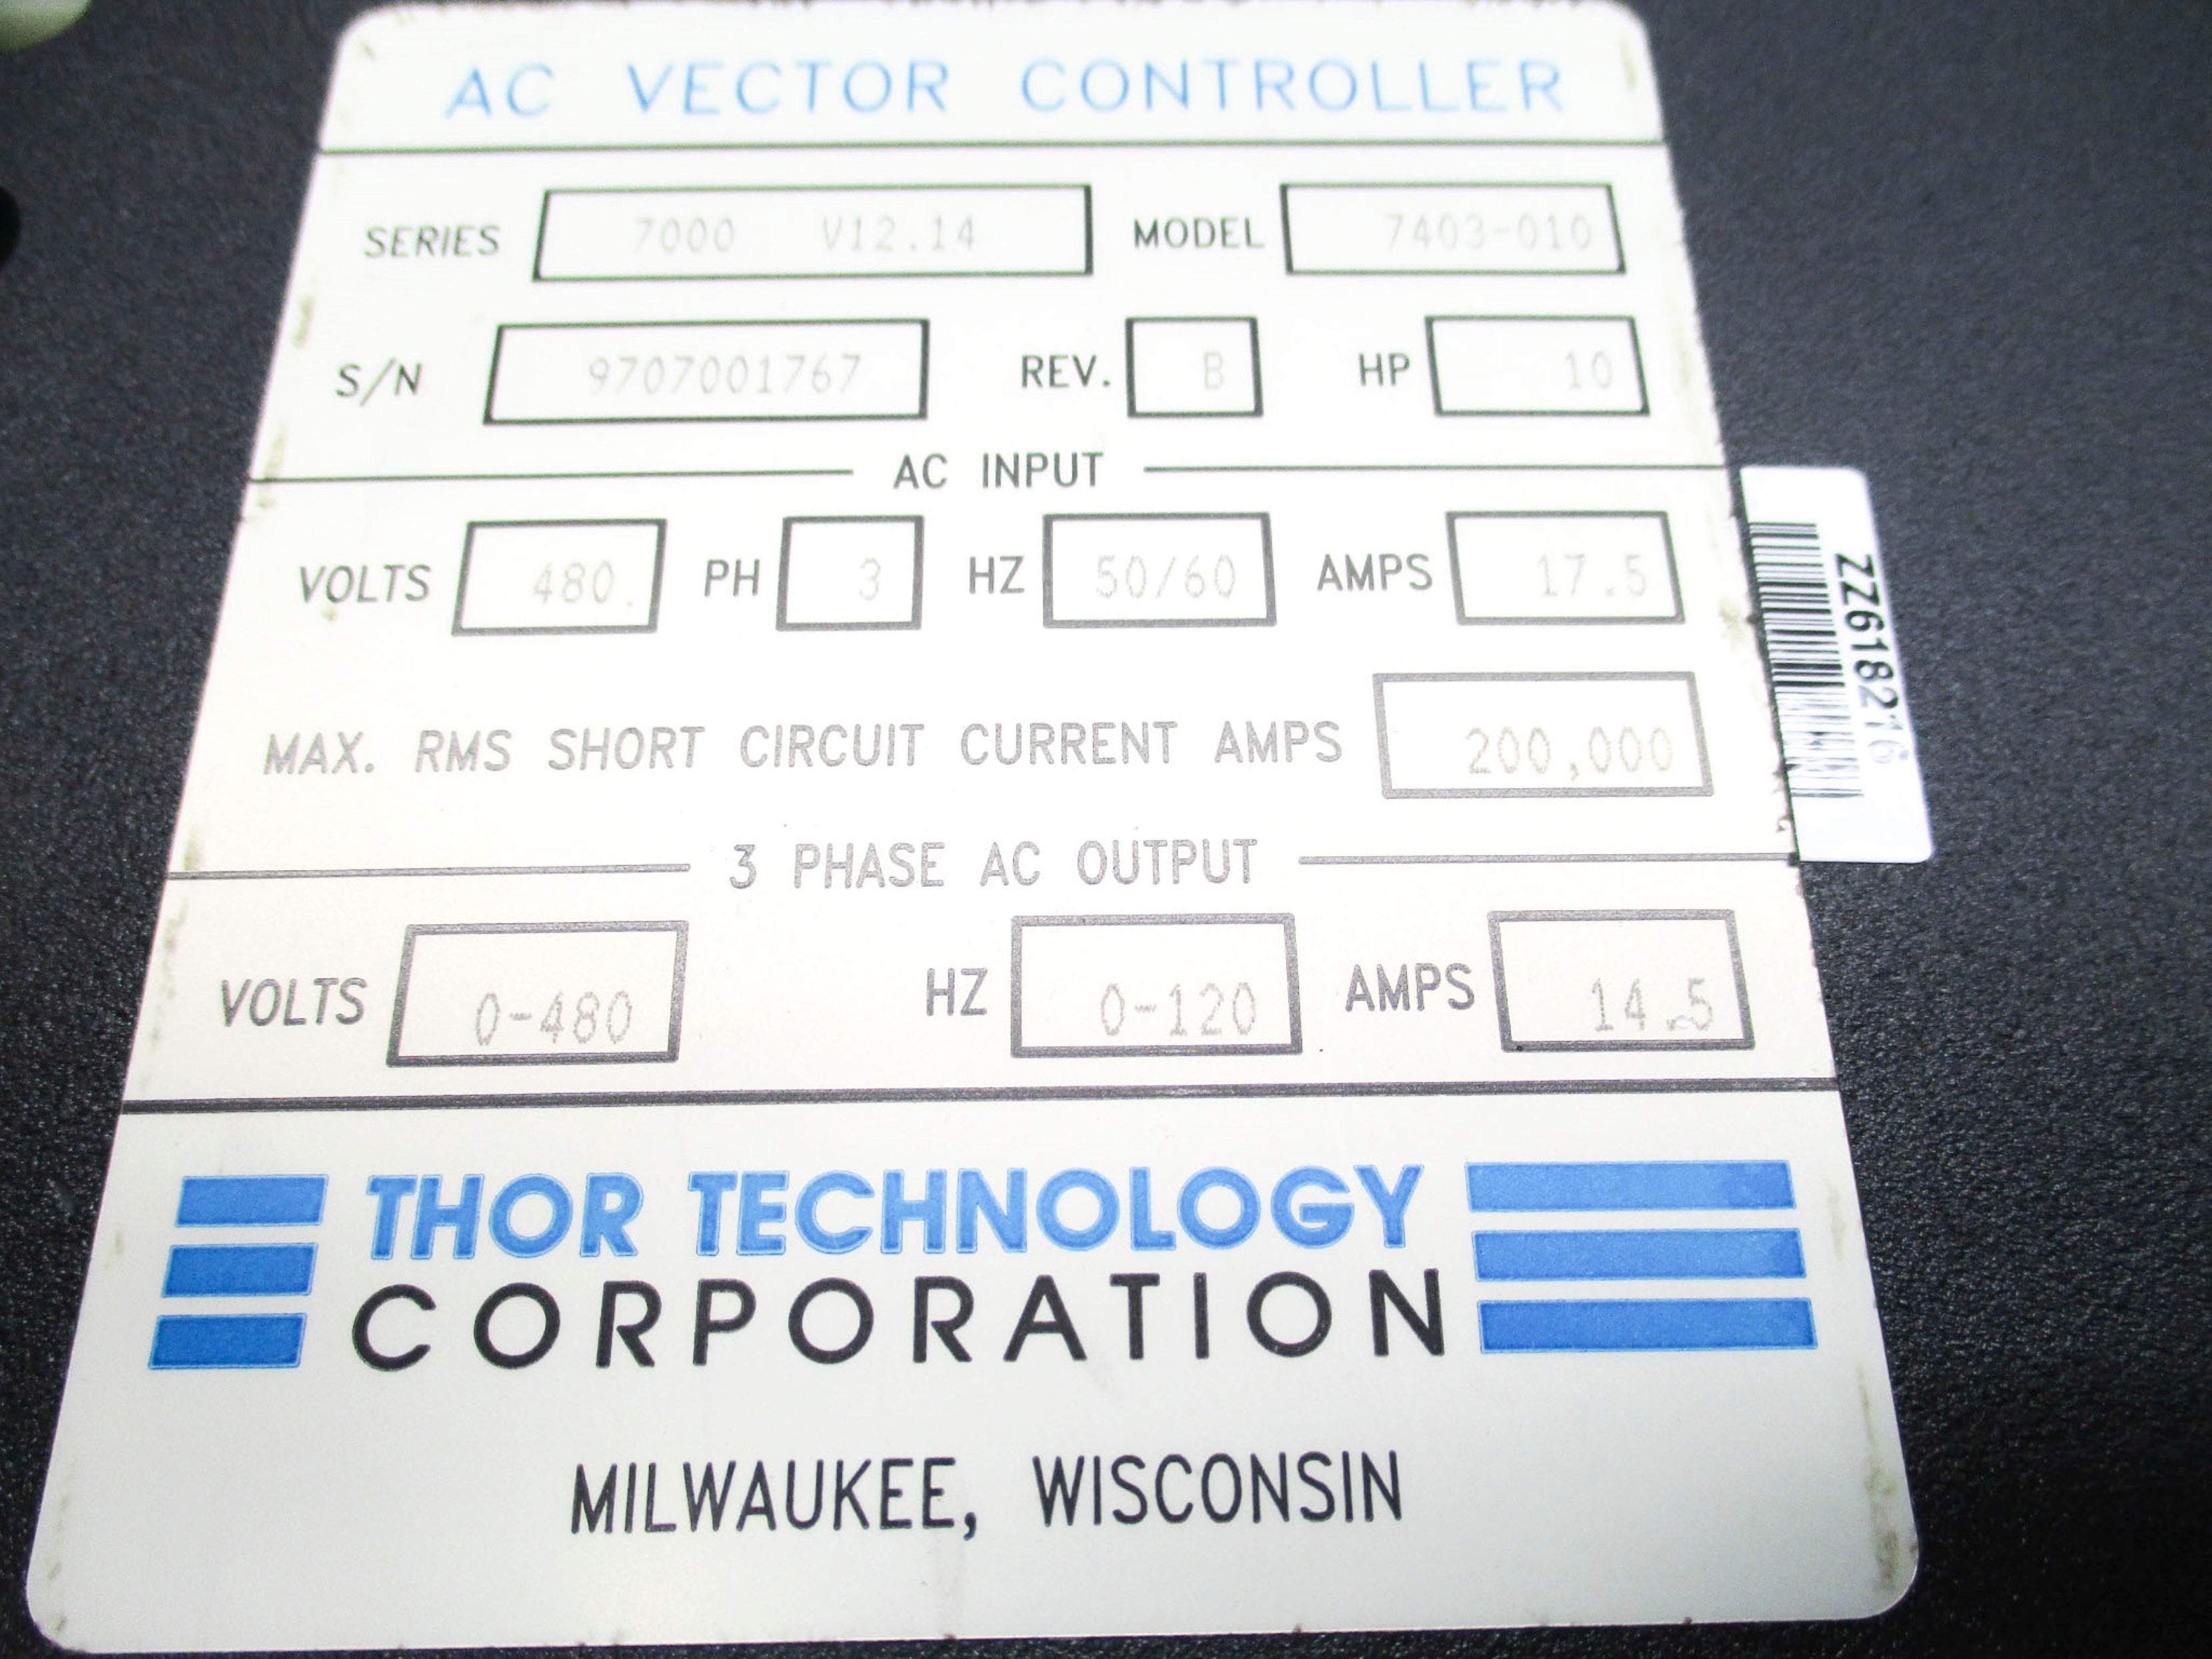 AC VECTOR CONTROLLER
SERIES 7000 V12.14 MODEL 7403-010
S/N 9707001767 REV. B HP 10
AC INPUT
VOLTS 480. PH 3 HZ 50/60 AMPS 17.5
MAX. RMS SHORT CIRCUIT CURRENT AMPS 200,000
3 PHASE AC OUTPUT
VOLTS 0-480 HZ 0-120 AMPS 14.5
THOR TECHNOLOGY
CORPORATION
MILWAUKEE, WISCONSIN
ZZ618216